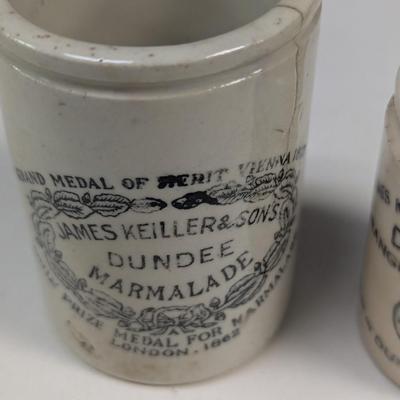 GRAND MEDAL OF MERIT VIENNA
JAMES KEILLER & SONS
DUNDEE
MARMALADE
PRIZE MEDAL FOR MARMALADE
LONDON. 1862